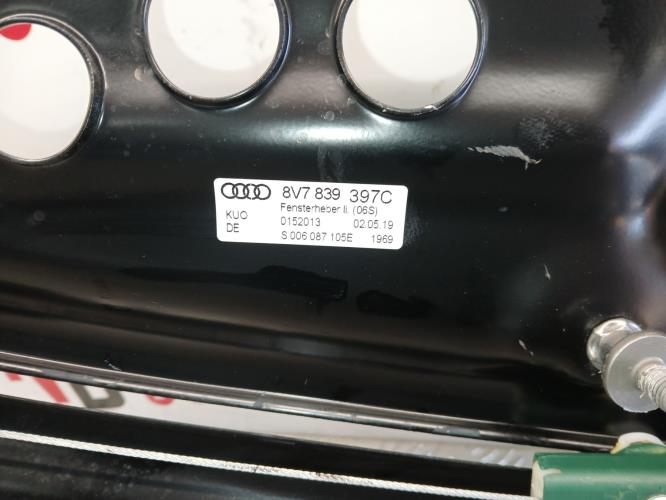 8V7 839 397C
Fensterheber li. (06S)
KUO 0152013 02.05.19
DE S 006 087 105E 1969